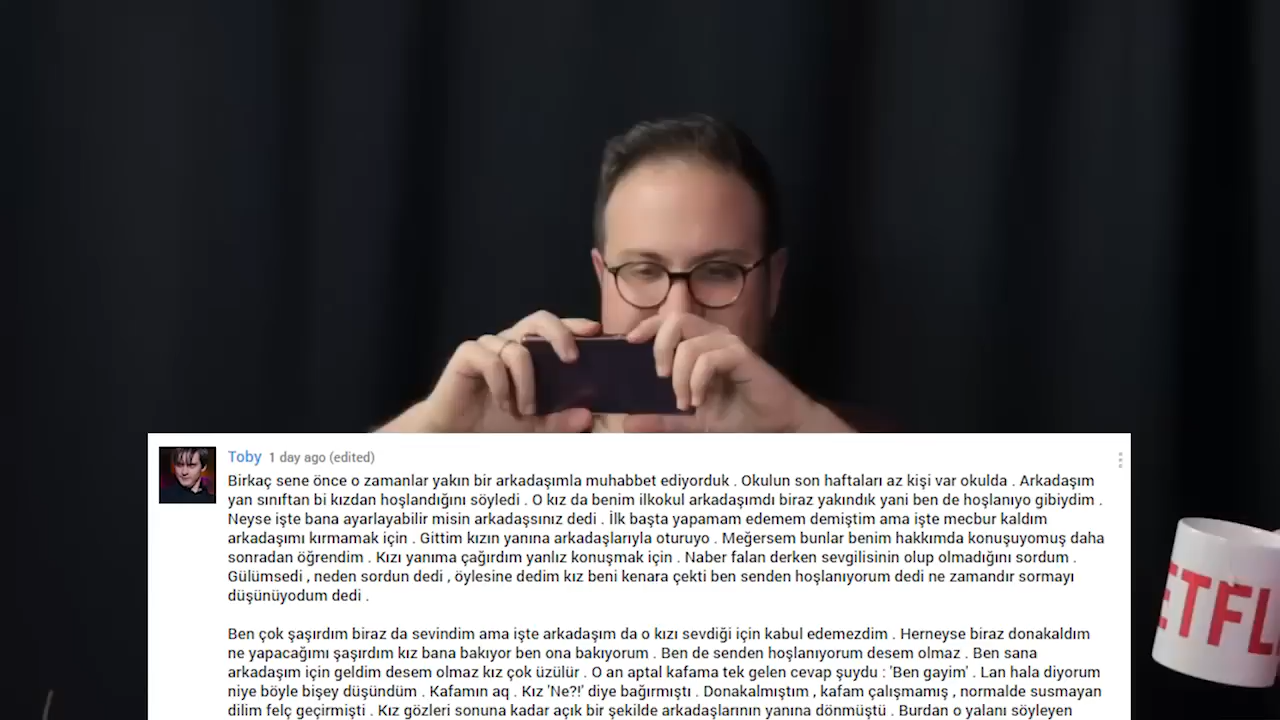 Toby 1 day ago (edited)
Birkaç sene önce o zamanlar yakın bir arkadaşımla muhabbet ediyorduk . Okulun son haftaları az kişi var okulda . Arkadaşım
yan sınıftan bi kızdan hoşlandığını söyledi . O kız da benim ilkokul arkadaşımdı biraz yakındık yani ben de hoşlanıyo gibiydim .
Neyse işte bana ayarlayabilir misin arkadaşsınız dedi . İlk başta yapamam edemem demiştim ama işte mecbur kaldım
arkadaşımı kırmamak için . Gittim kızın yanına arkadaşlarıyla oturuyo . Meğersem bunlar benim hakkımda konuşuyomuş daha
sonradan öğrendim . Kızı yanıma çağırdım yanlız konuşmak için . Naber falan derken sevgilisinin olup olmadığını sordum .
Gülümsedi , neden sordun dedi , öylesine dedim kız beni kenara çekti ben senden hoşlanıyorum dedi ne zamandır sormayı
düşünüyodum dedi .
Ben çok şaşırdım biraz da sevindim ama işte arkadaşım da o kızı sevdiği için kabul edemezdim . Herneyse biraz donakaldım
ne yapacağımı şaşırdım kız bana bakıyor ben ona bakıyorum . Ben de senden hoşlanıyorum desem olmaz . Ben sana
arkadaşım için geldim desem olmaz kız çok üzülür . O an aptal kafama tek gelen cevap şuydu : 'Ben gayim' . Lan hala diyorum
niye böyle bişey düşündüm . Kafamın aq . Kız 'Ne?!' diye bağırmıştı . Donakalmıştım , kafam çalışmamış , normalde susmayan
dilim felç geçirmişti . Kız gözleri sonuna kadar açık bir şekilde arkadaşlarının yanına dönmüştü . Burdan o yalanı söyleyen
ETFL